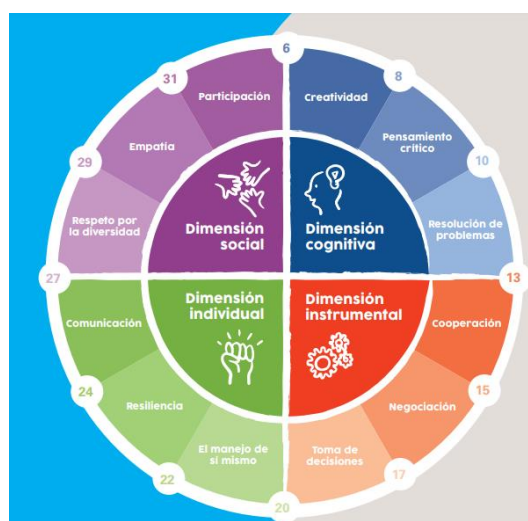 6
31
8
Participación
Creatividad
Empatía
Pensamiento
crítico
29
10
Respeto por
la diversidad
Dimensión
social
Dimensión
cognitiva
Resolución de
problemas
27
13
Comunicación
Dimensión
individual
Dimensión
instrumental
Cooperación
24
15
Resiliencia
Negociación
El manejo de
si mismo
Toma de
decisiones
22
17
20